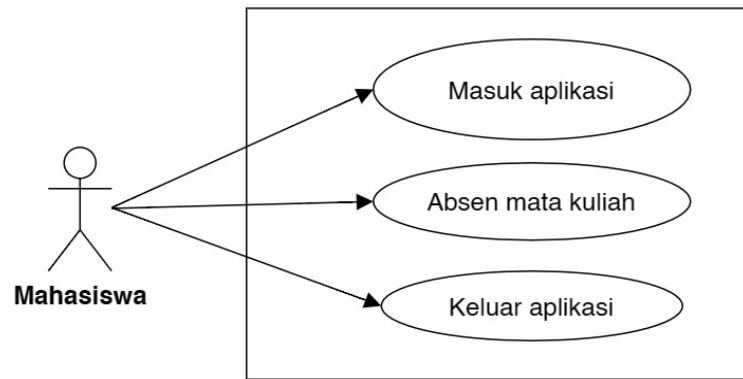 Masuk aplikasi
Absen mata kuliah
Mahasiswa
Keluar aplikasi